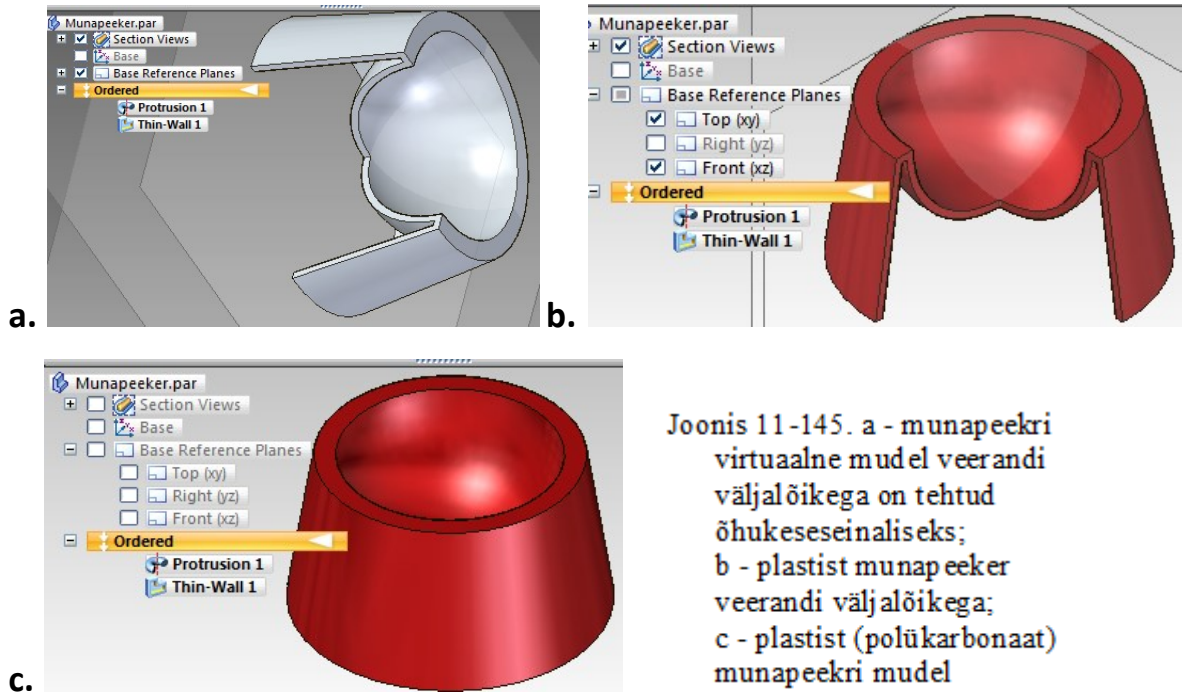 Munapeeker.par
Section Views
Base
Base Reference Planes
Ordered
Protrusion 1
Thin-Wall 1
a.
Munapeeker.par
Section Views
Base
Base Reference Planes
Top (xy)
Right (yz)
Front (xz)
Ordered
Protrusion 1
Thin-Wall 1
b.
Munapeeker.par
Section Views
Base
Base Reference Planes
Top (xy)
Right (yz)
Front (xz)
Ordered
Protrusion 1
Thin-Wall 1
c.
Joonis 11-145. a - munapeekri
virtuaalne mudel veerandi
väljalõikega on tehtud
õhukeseseinaliseks;
b - plastist munapeeker
veerandi väljalõikega;
c - plastist (polükarbonaat)
munapeekri mudel